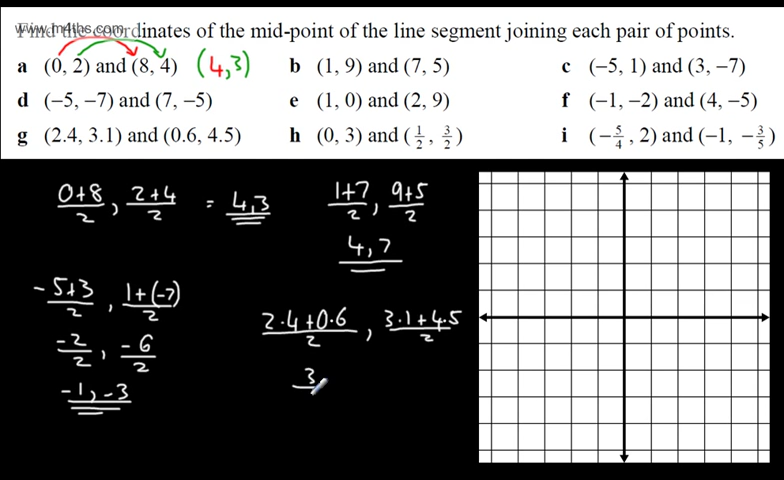 www.m4ths.com
Find the coordinates of the mid-point of the line segment joining each pair of points.
a (0, 2) and (8, 4) (4,3) b (1, 9) and (7, 5) c (−5, 1) and (3, −7)
d (−5, −7) and (7, −5) e (1, 0) and (2, 9) f (−1, −2) and (4, −5)
g (2.4, 3.1) and (0.6, 4.5) h (0, 3) and (1/2, 3/2) i (−5/4, 2) and (−1, −3/5)
0+8/2, 2+4/2 = 4,3
1+7/2, 9+5/2
4,7
-5+3/2, 1+(-7)/2
-2/2, -6/2
-1,-3
2.4+0.6/2, 3.1+4.5/2
3/